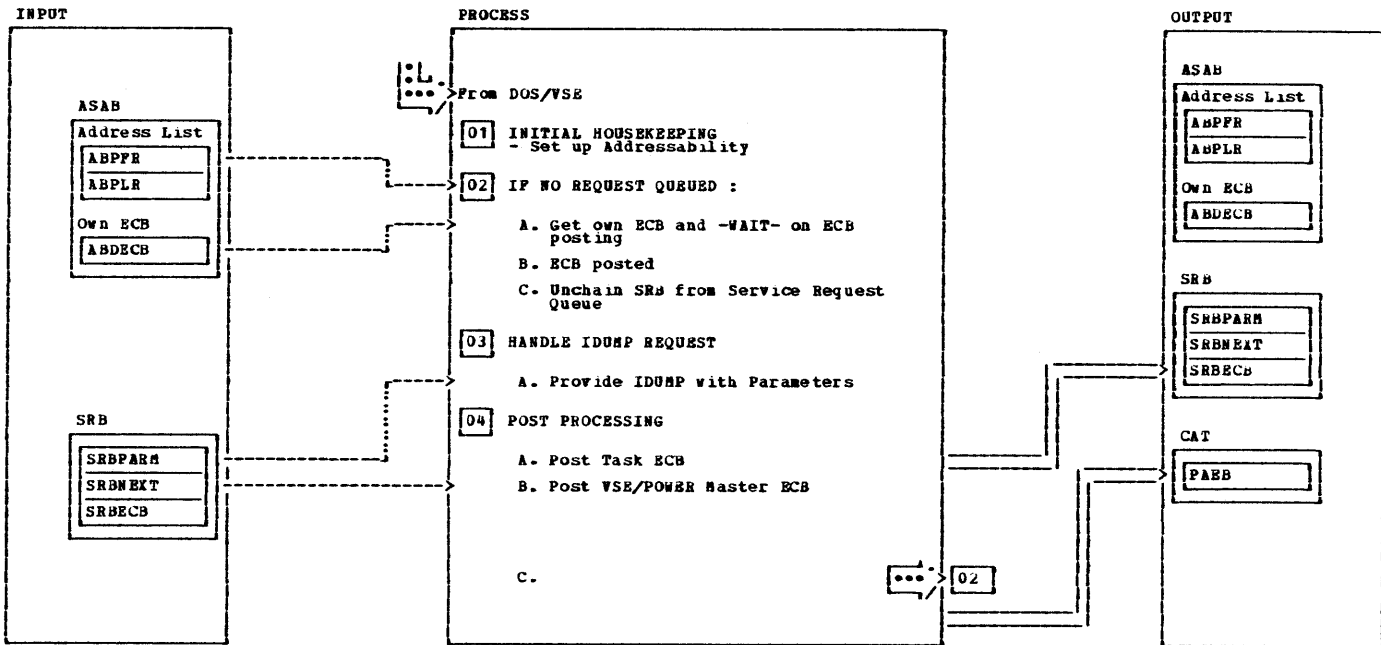 INPUT
ASAB
Address List
ABPFR
ABPLR
Own ECB
ABDECB
SRB
SRBPARM
SRBNEXT
SRBECB
PROCESS
From DOS/VSE
01 INITIAL HOUSEKEEPING
- Set up Addressability
02 IF NO REQUEST QUEUED :
A. Get own ECB and -WAIT- on ECB
posting
B. ECB posted
C. Unchain SRB from Service Request
Queue
03 HANDLE IDUMP REQUEST
A. Provide IDUMP with Parameters
04 POST PROCESSING
A. Post Task ECB
B. Post VSE/POWER Master ECB
C.
02
OUTPUT
ASAB
Address List
ABPFR
ABPLR
Own ECB
ABDECB
SRB
SRBPARM
SRBNEXT
SRBECB
CAT
PAEB